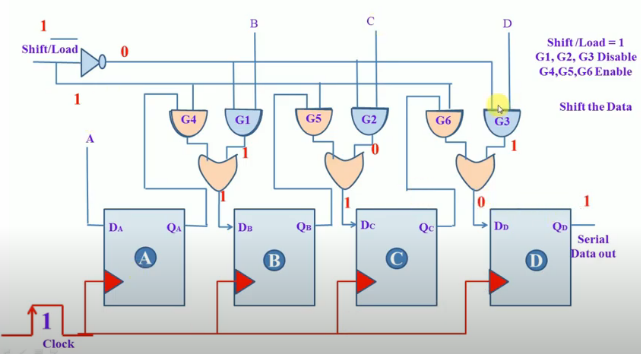 1
Shift/Load
0
1
A
B
C
D
Shift /Load = 1
G1, G2, G3 Disable
G4,G5,G6 Enable
Shift the Data
G4
G1
G5
G2
G6
G3
1
0
1
1
1
0
DA
QA
A
DB
QB
B
DC
QC
C
DD
QD
D
1
Serial
Data out
1
Clock